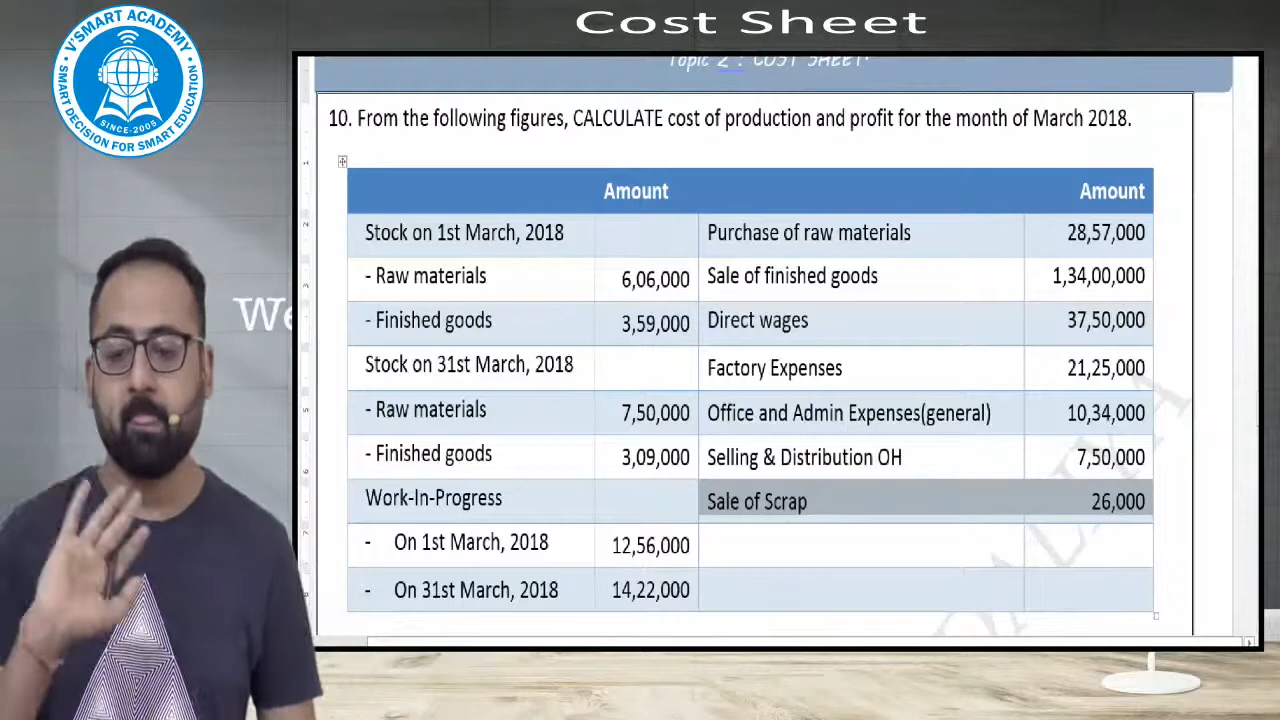 Cost Sheet
V'SMART ACADEMY
SMART DECISION FOR SMART EDUCATION
SINCE-2008
We
Topic 2 : COST SHEET.
10. From the following figures, CALCULATE cost of production and profit for the month of March 2018.
Amount Amount
Stock on 1st March, 2018 Purchase of raw materials 28,57,000
- Raw materials 6,06,000 Sale of finished goods 1,34,00,000
- Finished goods 3,59,000 Direct wages 37,50,000
Stock on 31st March, 2018 Factory Expenses 21,25,000
- Raw materials 7,50,000 Office and Admin Expenses(general) 10,34,000
- Finished goods 3,09,000 Selling & Distribution OH 7,50,000
Work-In-Progress Sale of Scrap 26,000
- On 1st March, 2018 12,56,000
- On 31st March, 2018 14,22,000